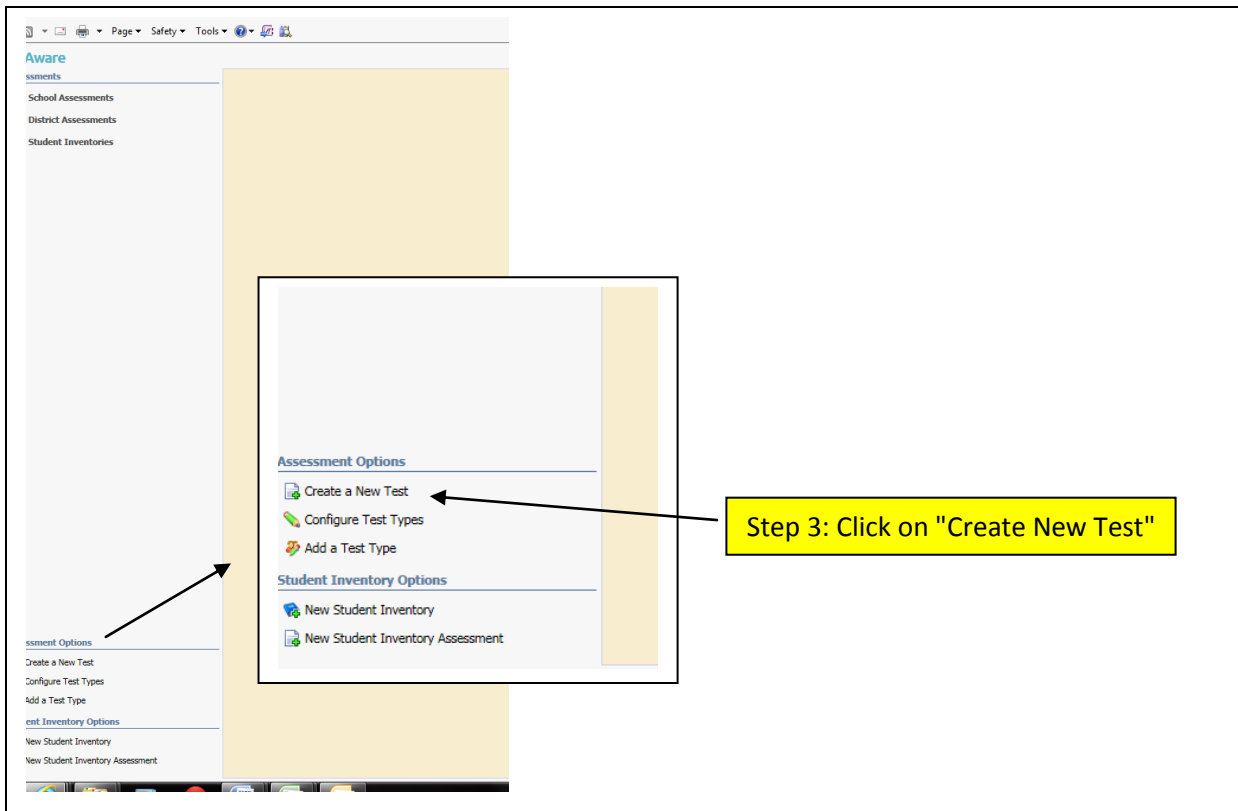 Page Safety Tools
Aware
ssments
School Assessments
District Assessments
Student Inventories
Assessment Options
Create a New Test
Configure Test Types
Add a Test Type
Student Inventory Options
New Student Inventory
New Student Inventory Assessment
Step 3: Click on "Create New Test"
ssment Options
Create a New Test
Configure Test Types
Add a Test Type
ent Inventory Options
New Student Inventory
New Student Inventory Assessment